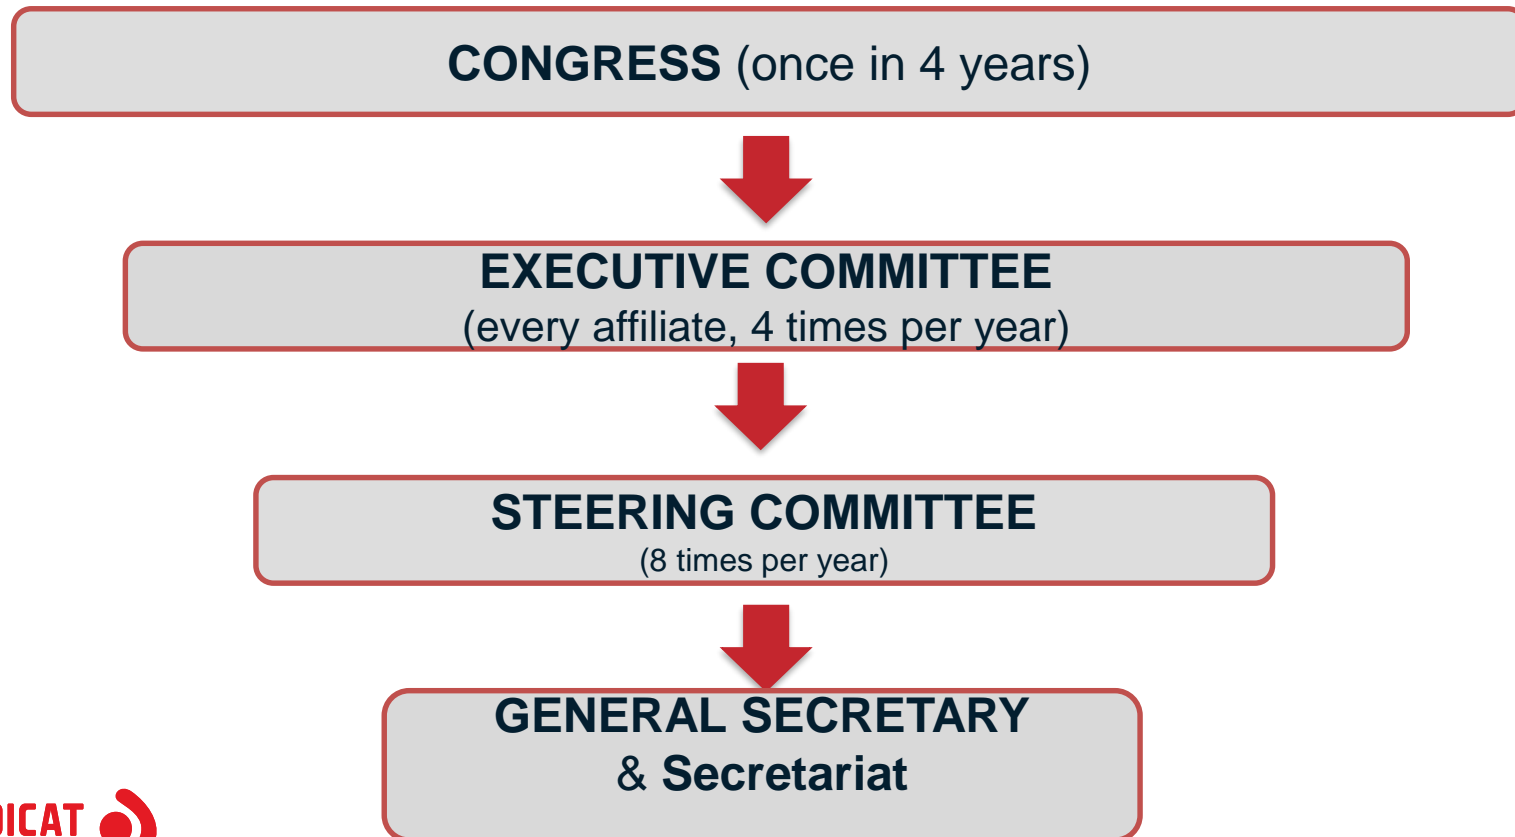 CONGRESS (once in 4 years)
EXECUTIVE COMMITTEE
(every affiliate, 4 times per year)
STEERING COMMITTEE
(8 times per year)
GENERAL SECRETARY
& Secretariat
DICAT